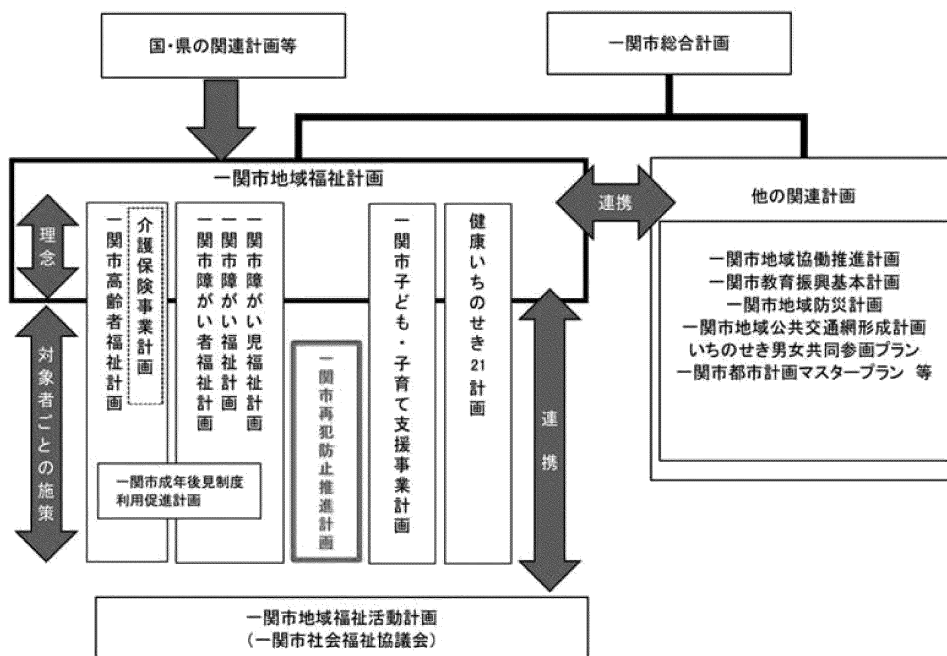 国・県の関連計画等
一関市総合計画
一関市地域福祉計画
連携
他の関連計画
理念
対象者ごとの施策
一関市高齢者福祉計画
介護保険事業計画
一関市障がい者福祉計画
一関市障がい福祉計画
一関市障がい児福祉計画
一関市成年後見制度
利用促進計画
一関市再犯防止推進計画
一関市子ども・子育て支援事業計画
健康いちのせき21計画
連携
一関市地域協働推進計画
一関市教育振興基本計画
一関市地域防災計画
一関市地域公共交通網形成計画
いちのせき男女共同参画プラン
一関市都市計画マスタープラン 等
一関市地域福祉活動計画
（一関市社会福祉協議会）